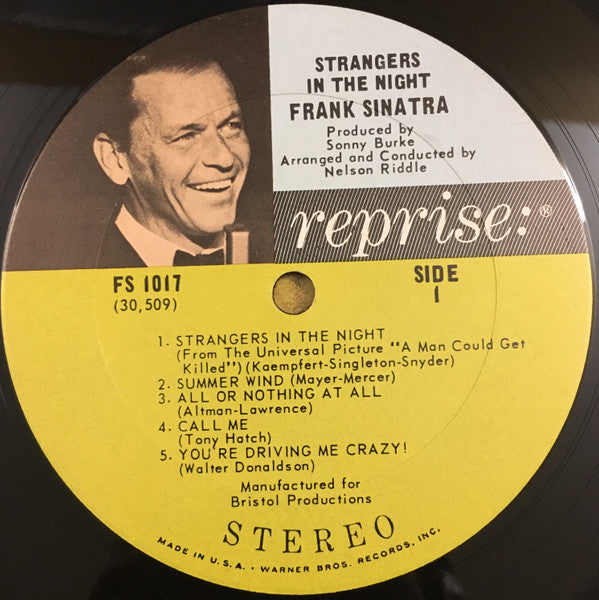 STRANGERS
IN THE NIGHT
FRANK SINATRA
Produced by
Sonny Burke
Arranged and Conducted by
Nelson Riddle
reprise:®
FS 1017
(30,509)
SIDE
1
1. STRANGERS IN THE NIGHT
(From The Universal Picture "A Man Could Get
Killed") (Kaempfert-Singleton-Snyder)
2. SUMMER WIND (Mayer-Mercer)
3. ALL OR NOTHING AT ALL
(Altman-Lawrence)
4. CALL ME
(Tony Hatch)
5. YOU'RE DRIVING ME CRAZY!
(Walter Donaldson)
Manufactured for
Bristol Productions
STEREO
MADE IN U.S.A. • WARNER BROS. RECORDS, INC.